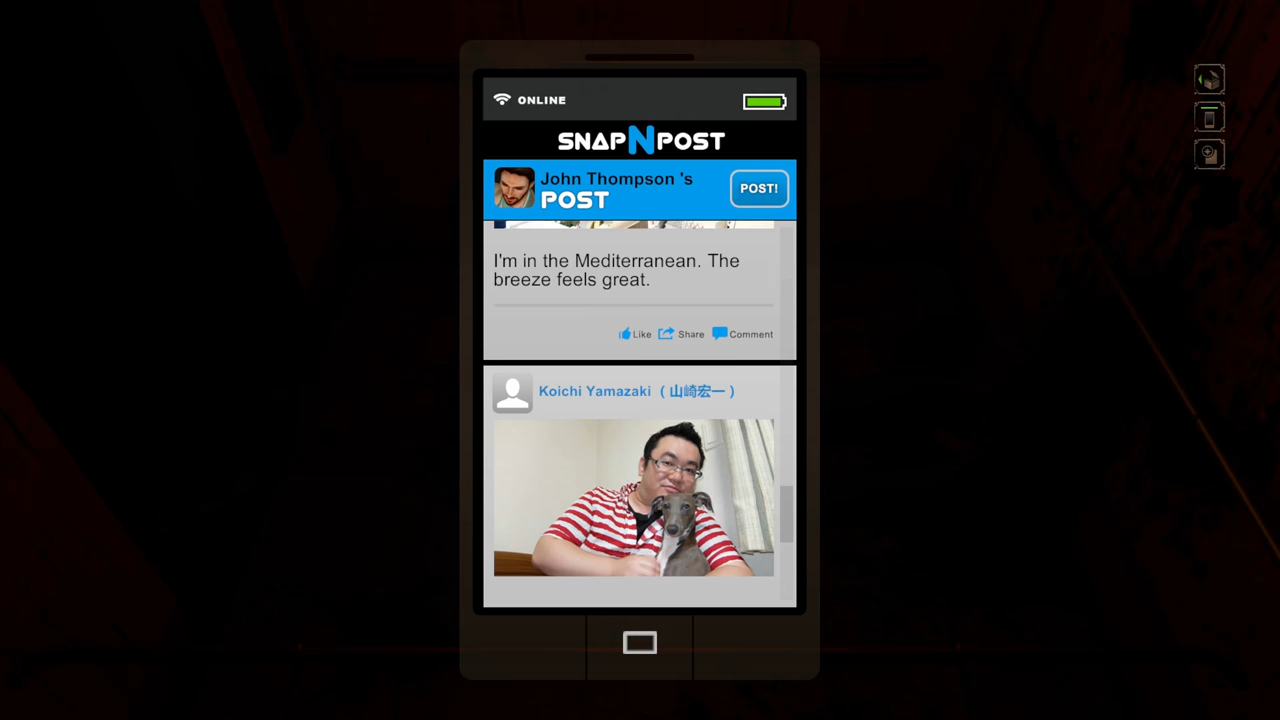 ONLINE
SNAPNPOST
John Thompson 's
POST
POST!
I'm in the Mediterranean. The
breeze feels great.
Like Share Comment
Koichi Yamazaki ( 山崎宏一 )